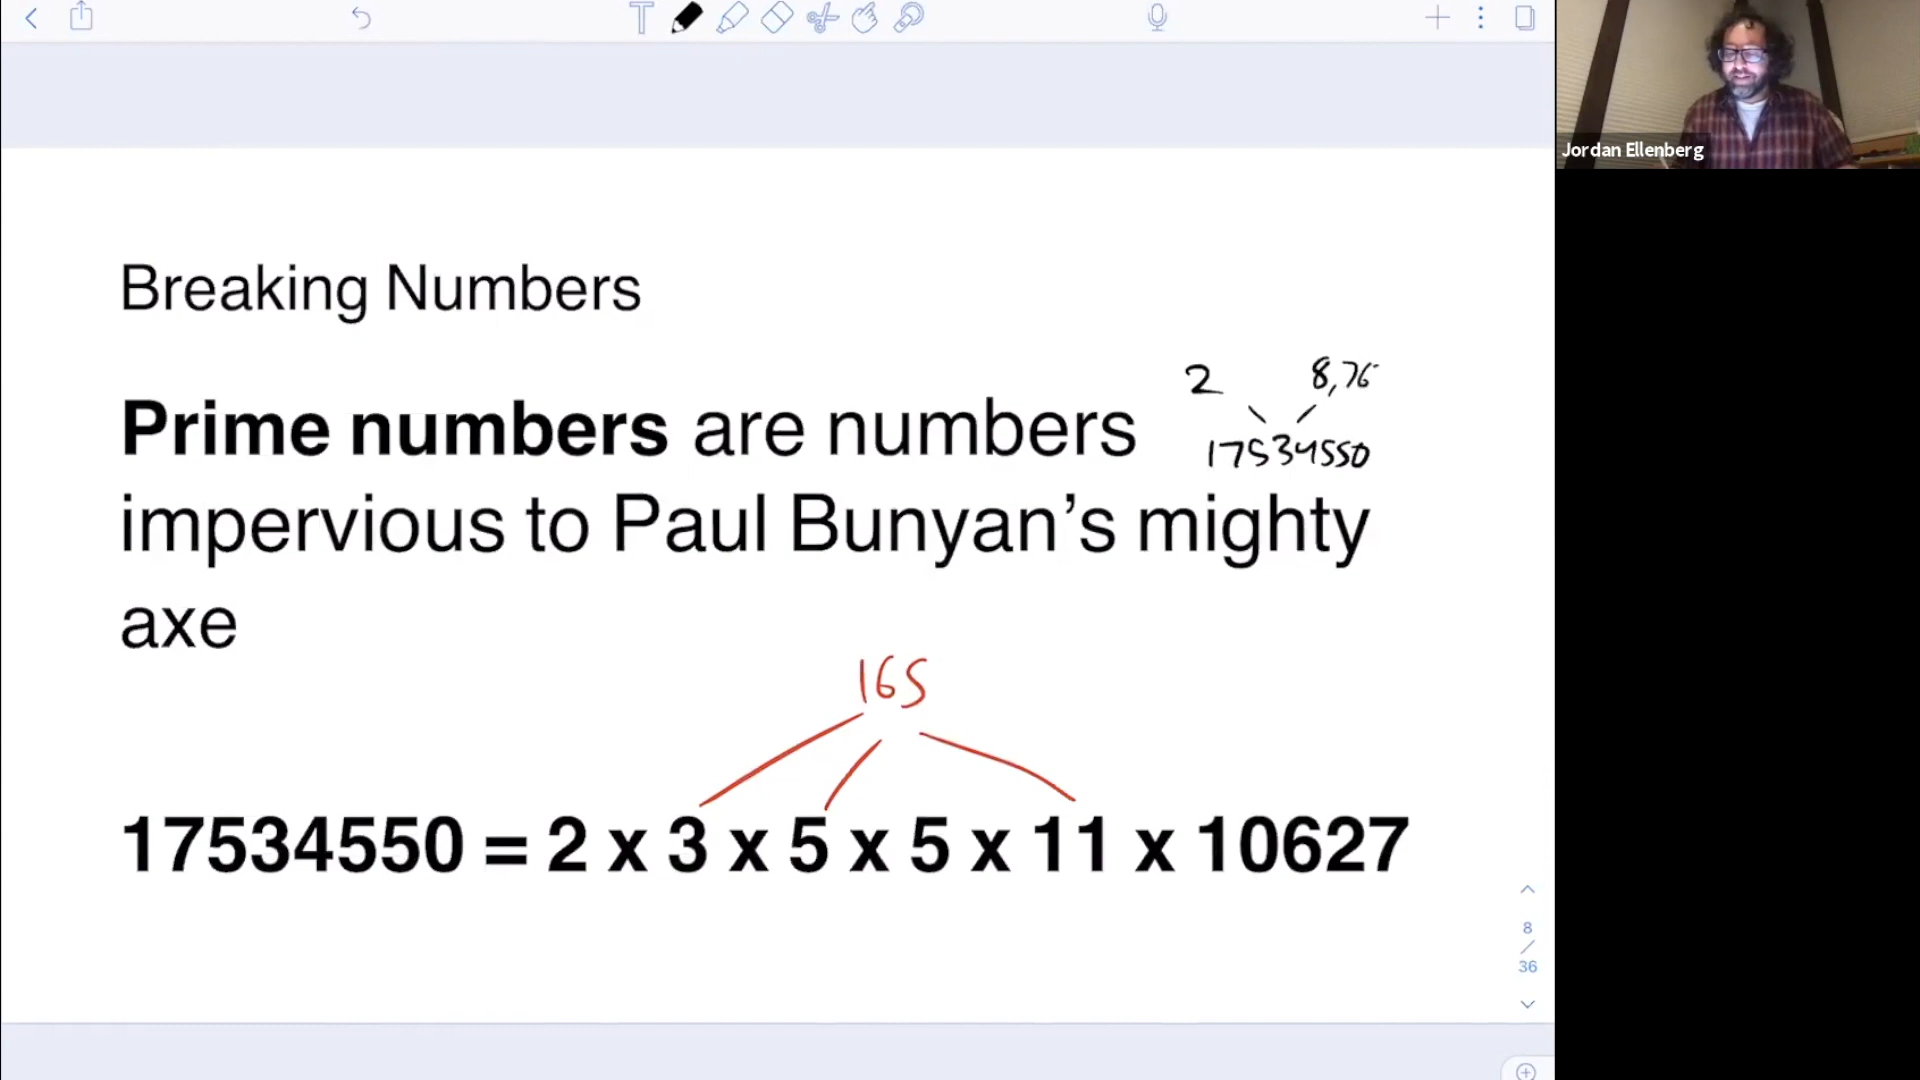 Jordan Ellenberg
Breaking Numbers
2 8,76
Prime numbers are numbers
17534550
impervious to Paul Bunyan’s mighty
axe
165
17534550 = 2 x 3 x 5 x 5 x 11 x 10627
8
/
36